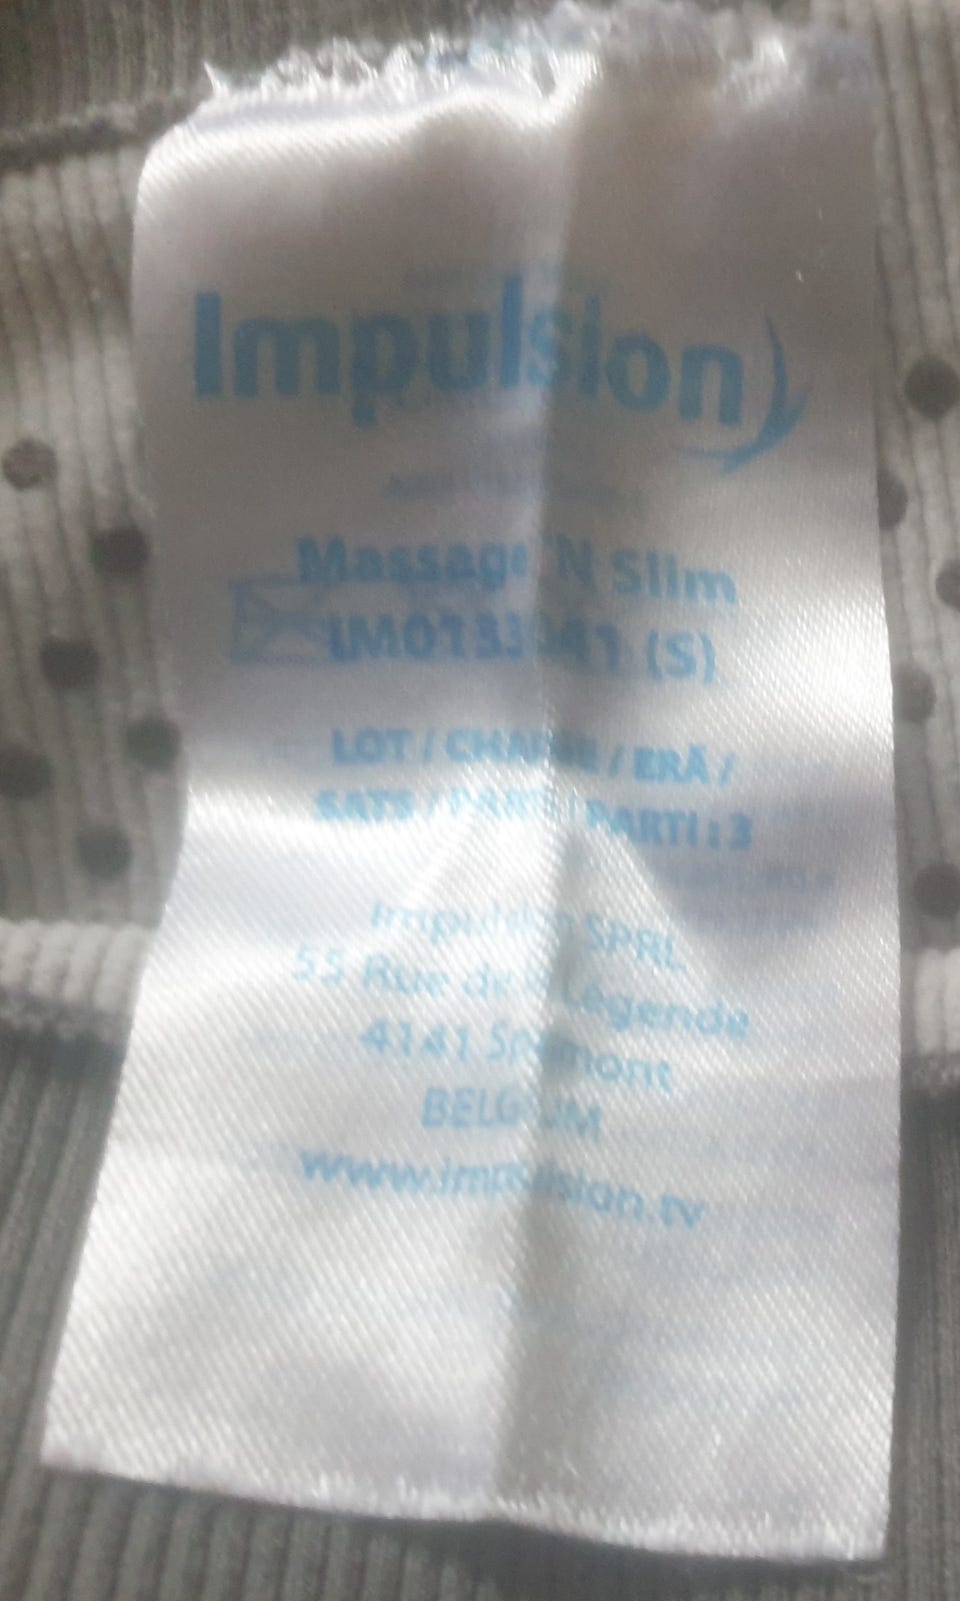 Impulsion
Massage 'N Slim
(S)
LOT / CHARGE / ERÄ /
SATS / PARTI : 3
Impulsion SPRL
55 Rue de la Légende
4141 Sprimont
BELGIUM
www.impulsion.tv